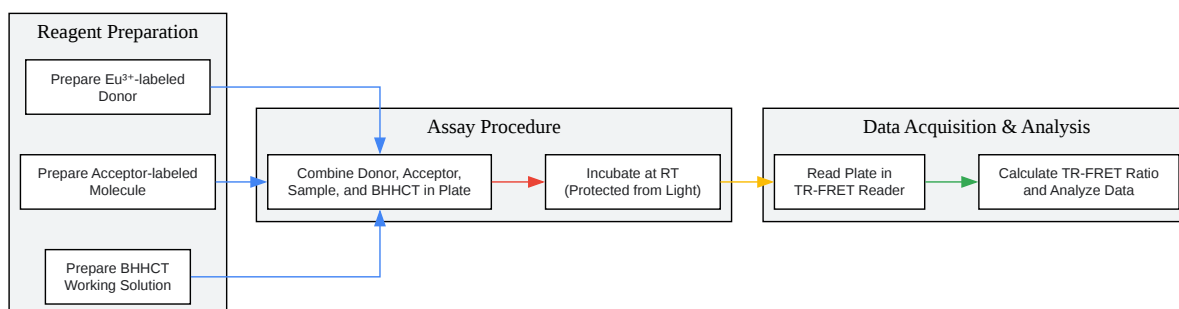 Reagent Preparation
Prepare Eu³⁺-labeled
Donor
Prepare Acceptor-labeled
Molecule
Prepare BHHCT
Working Solution
Assay Procedure
Combine Donor, Acceptor,
Sample, and BHHCT in Plate
Incubate at RT
(Protected from Light)
Data Acquisition & Analysis
Read Plate in
TR-FRET Reader
Calculate TR-FRET Ratio
and Analyze Data